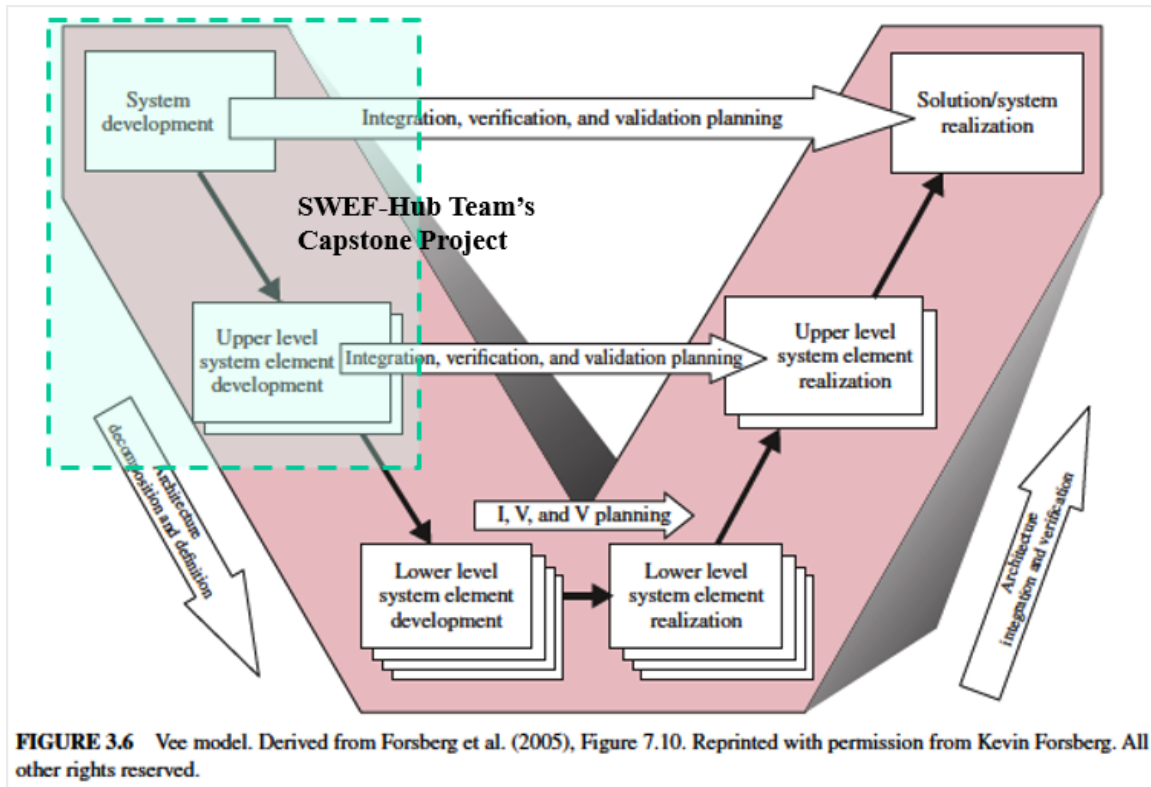 System
development
Integration, verification, and validation planning
Solution/system
realization
SWEF-Hub Team’s
Capstone Project
Upper level
system element
development
Integration, verification, and validation planning
Upper level
system element
realization
Architecture
decomposition and definition
I, V, and V planning
Architecture
integration and verification
Lower level
system element
development
Lower level
system element
realization
FIGURE 3.6 Vee model. Derived from Forsberg et al. (2005), Figure 7.10. Reprinted with permission from Kevin Forsberg. All
other rights reserved.